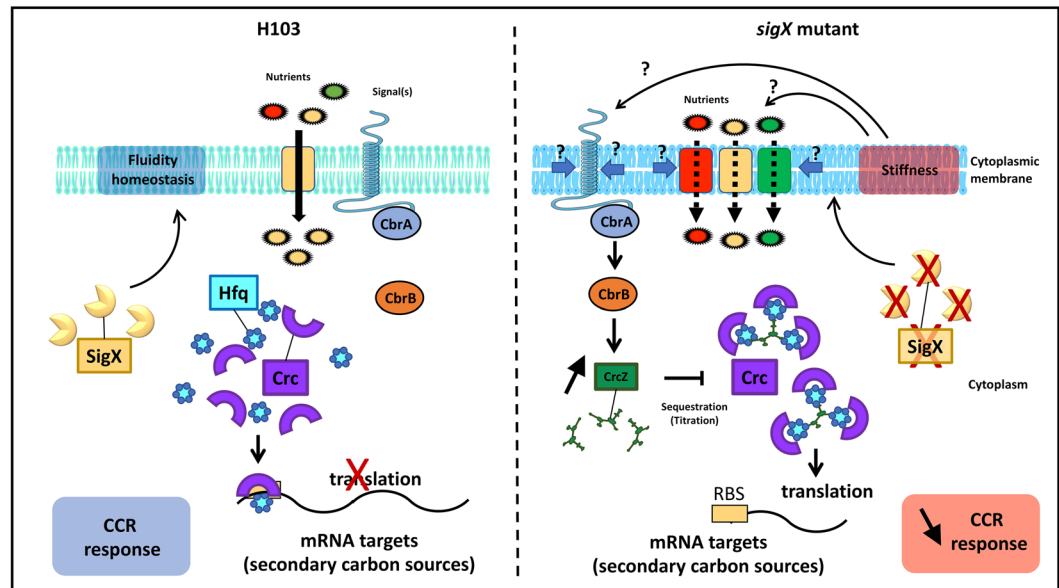 H103
Nutrients
Signal(s)
Fluidity
homeostasis
CbrA
CbrB
Hfq
SigX
Crc
translation
CCR
response
mRNA targets
(secondary carbon sources)
sigX mutant
?
?
Nutrients
?
?
?
?
Stiffness
Cytoplasmic
membrane
CbrA
CbrB
CrcZ
Sequestration
(Titration)
Crc
SigX
Cytoplasm
RBS
translation
mRNA targets
(secondary carbon sources)
CCR
response